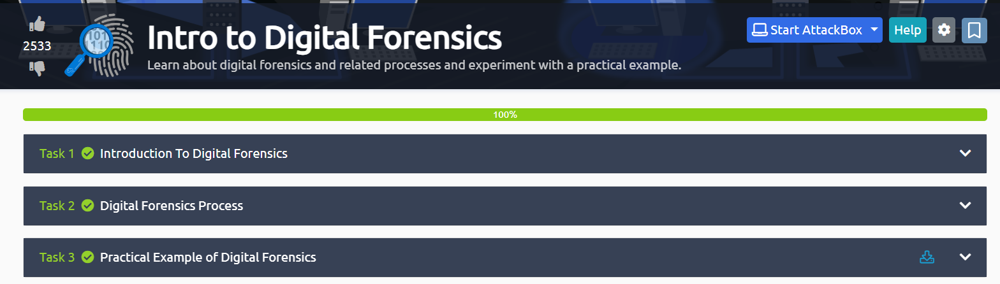 2533
101
110
Intro to Digital Forensics
Learn about digital forensics and related processes and experiment with a practical example.
Start AttackBox
Help
100%
Task 1 Introduction To Digital Forensics
Task 2 Digital Forensics Process
Task 3 Practical Example of Digital Forensics